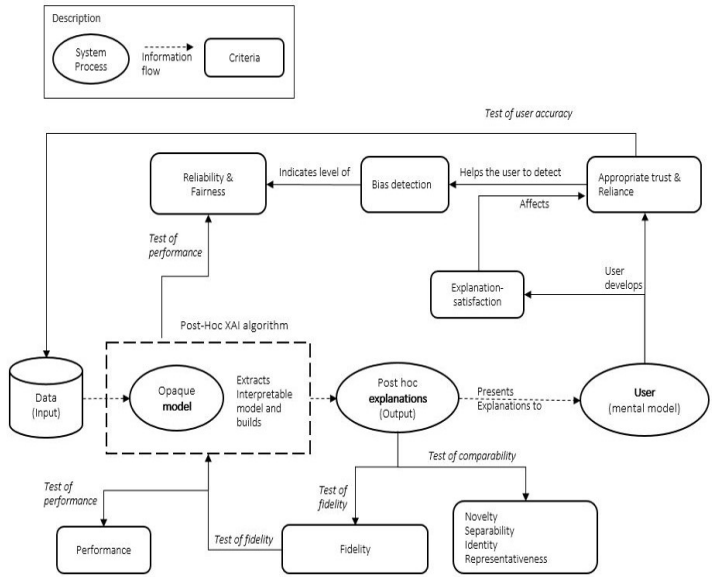 Description
System
Process
Information
flow
Criteria
Test of user accuracy
Reliability &
Fairness
Indicates level of
Bias detection
Helps the user to detect
Appropriate trust &
Reliance
Affects
Test of
performance
Explanation-
satisfaction
User
develops
Post-Hoc XAI algorithm
Data
(Input)
Opaque
model
Extracts
Interpretable
model and
builds
Post hoc
explanations
(Output)
Presents
Explanations to
User
(mental model)
Test of comparability
Test of
performance
Test of
fidelity
Performance
Test of fidelity
Fidelity
Novelty
Separability
Identity
Representativeness